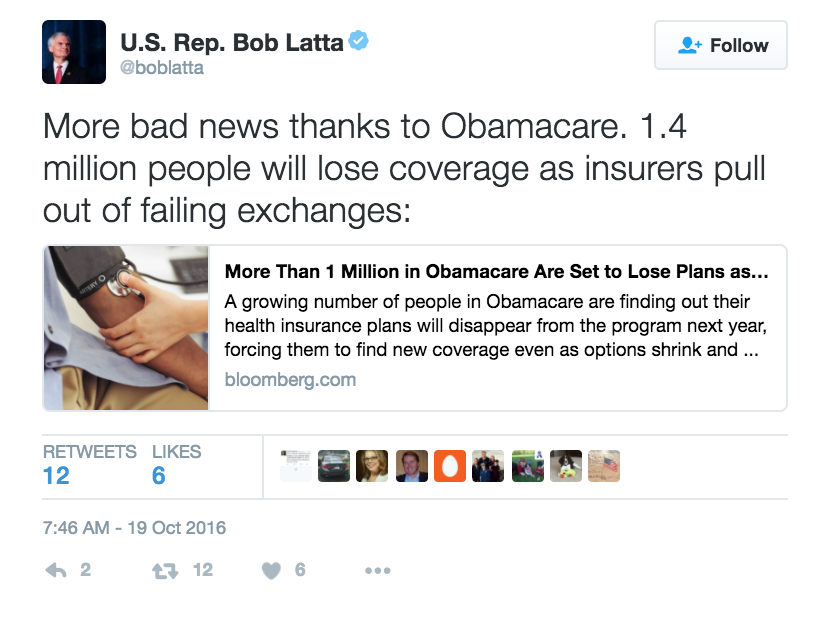 U.S. Rep. Bob Latta
@boblatta
Follow
More bad news thanks to Obamacare. 1.4
million people will lose coverage as insurers pull
out of failing exchanges:
More Than 1 Million in Obamacare Are Set to Lose Plans as...
A growing number of people in Obamacare are finding out their
health insurance plans will disappear from the program next year,
forcing them to find new coverage even as options shrink and ...
bloomberg.com
RETWEETS LIKES
12 6
7:46 AM - 19 Oct 2016
2 12 6